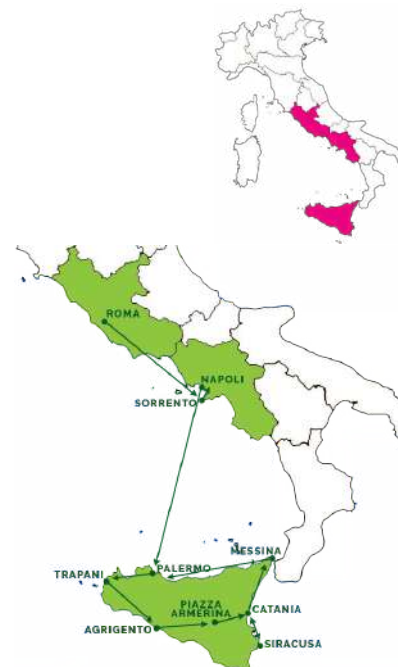 ROMA
NAPOLI
SORRENTO
MESSINA
PALERMO
TRAPANI
PIAZZA
ARMERINA
CATANIA
AGRIGENTO
SIRACUSA